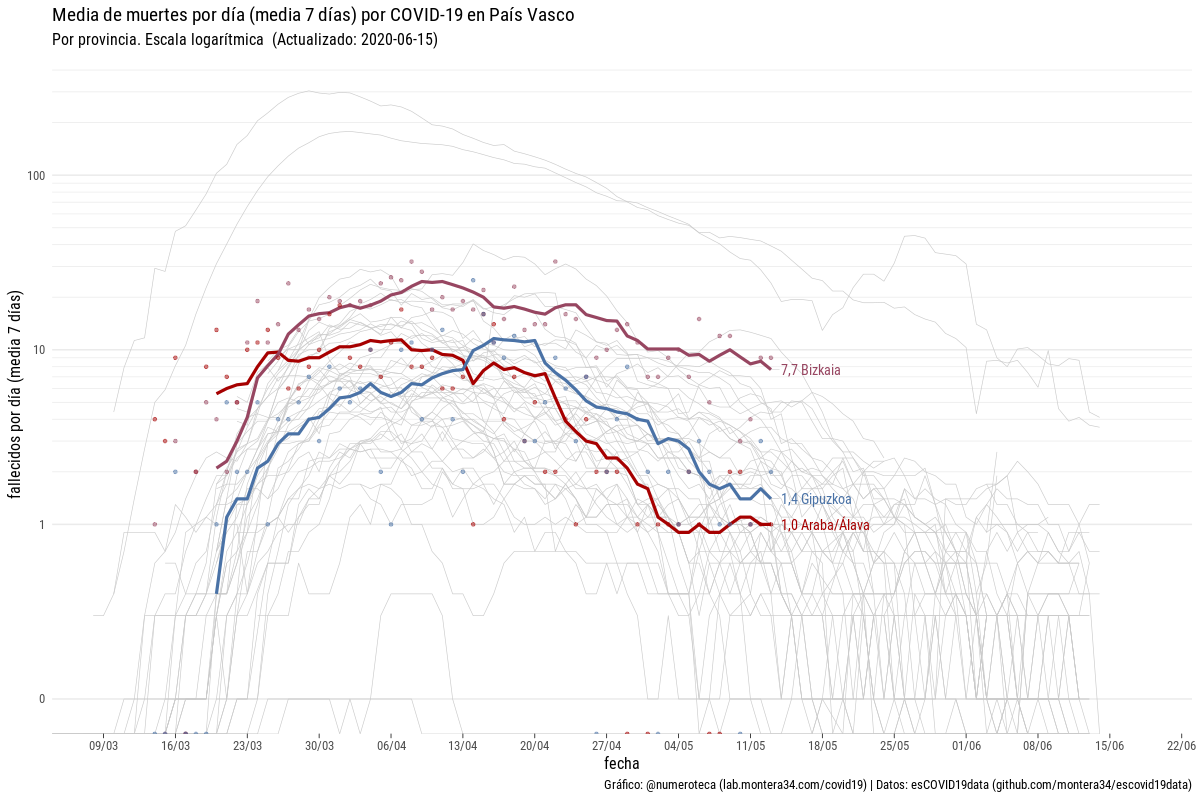 Media de muertes por día (media 7 días) por COVID-19 en País Vasco
Por provincia. Escala logarítmica  (Actualizado: 2020-06-15)
fallecidos por día (media 7 días)
100
10
1
0
7,7 Bizkaia
1,4 Gipuzkoa
1,0 Araba/Álava
09/03 16/03 23/03 30/03 06/04 13/04 20/04 27/04 04/05 11/05 18/05 25/05 01/06 08/06 15/06 22/06
fecha
Gráfico: @numeroteca (lab.montera34.com/covid19) | Datos: esCOVID19data (github.com/montera34/escovid19data)